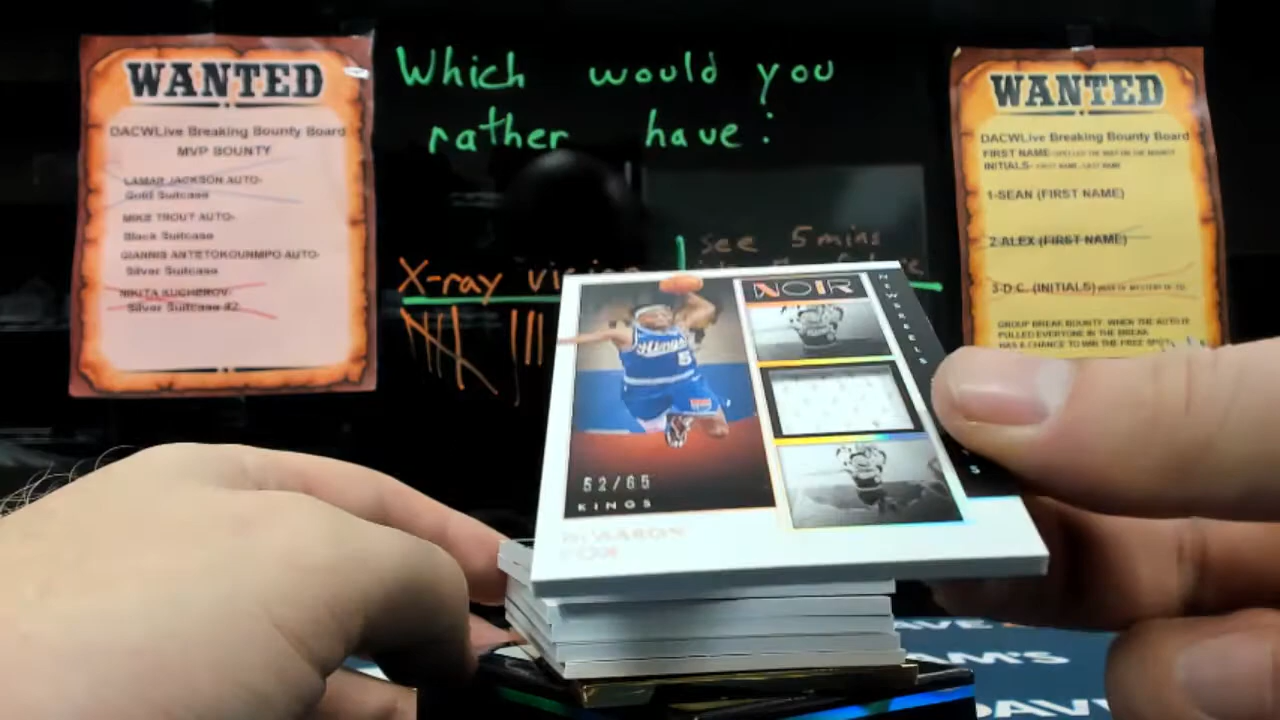 WANTED
DACWLive Breaking Bounty Board
MVP BOUNTY
LAMAR JACKSON AUTO-
Gold Suitcase
MIKE TROUT AUTO-
Black Suitcase
GIANNIS ANTETOKOUNMPO AUTO-
Silver Suitcase
NIKITA KUCHEROV-
Silver Suitcase #2
Which would you
rather have:
X-ray vision
see 5 mins
WANTED
DACWLive Breaking Bounty Board
FIRST NAME
INITIALS-
1-SEAN (FIRST NAME)
2-ALEX (FIRST NAME)
3-D.C. (INITIALS)
GROUP BREAK BOUNTY. WHEN THE AUTO IS
PULLED EVERYONE IN THE BREAK
HAS A CHANCE TO WIN THE FREE SPOT
NOIR
Kings
5
52/65
KINGS
DE'AARON
FOX
AM'S